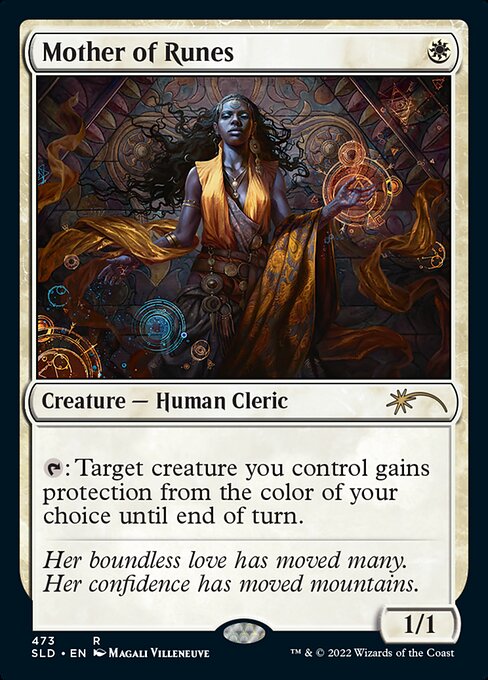 Mother of Runes
Creature — Human Cleric
: Target creature you control gains
protection from the color of your
choice until end of turn.
Her boundless love has moved many.
Her confidence has moved mountains.
1/1
473 R
SLD • EN Magali Villeneuve
™ & © 2022 Wizards of the Coast